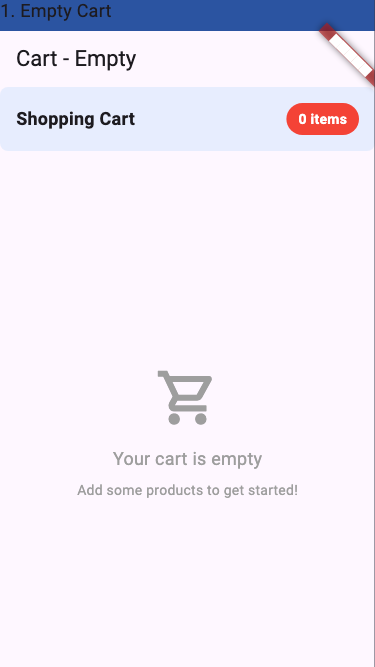 1. Empty Cart
Cart - Empty
Shopping Cart
0 items
Your cart is empty
Add some products to get started!